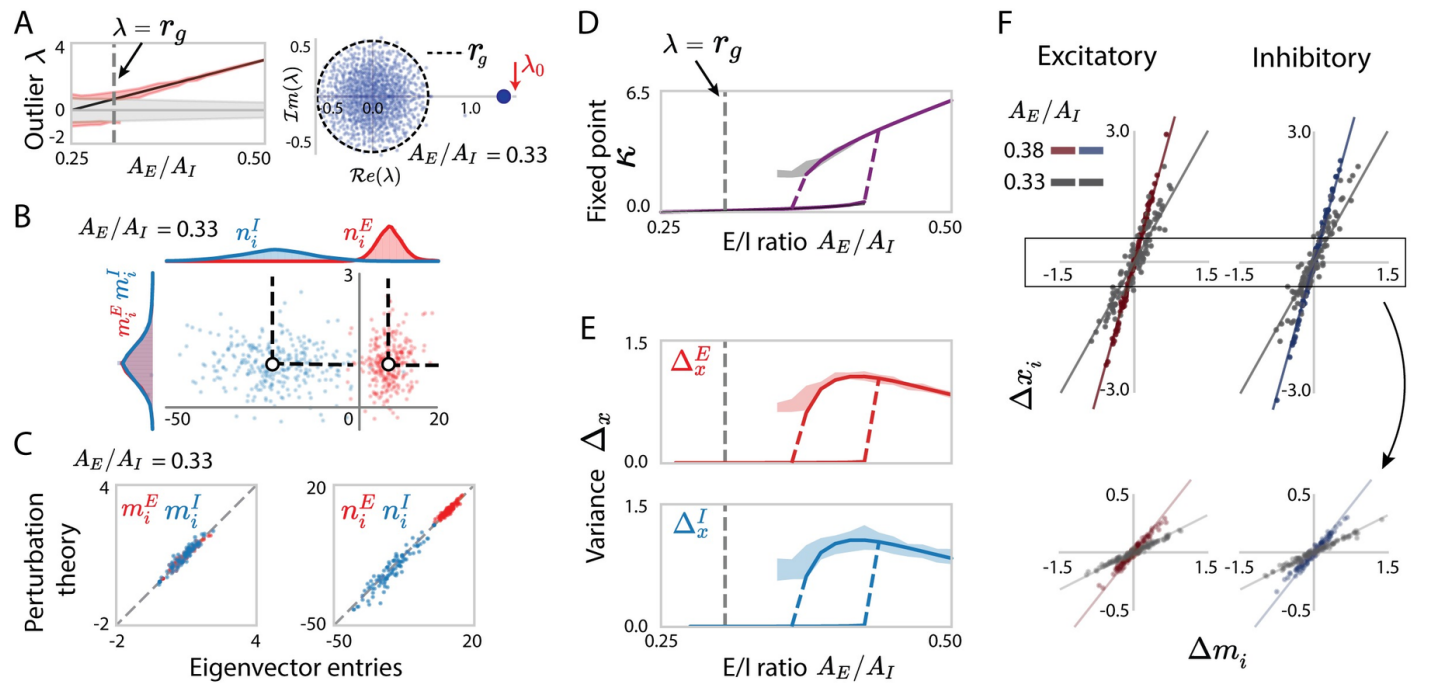 A
λ = r_g
Outlier λ
4
0
-2
0.25
A_E/A_I
0.50
0.5
Im(λ)
-0.5
-0.5
0.0
1.0
r_g
λ_0
Re(λ)
A_E/A_I = 0.33
B
A_E/A_I = 0.33
n_i^I
n_i^E
m_i^E m_i^I
3
-50
0
20
C
A_E/A_I = 0.33
Perturbation
theory
4
m_i^E m_i^I
-2
-2
4
20
n_i^E n_i^I
-50
-50
20
Eigenvector entries
D
λ = r_g
Fixed point
κ
6.5
0.0
0.25
0.50
E/I ratio A_E/A_I
E
Variance Δ_x
1.5
Δ_x^E
0.0
1.5
Δ_x^I
0.0
0.25
0.50
E/I ratio A_E/A_I
F
Excitatory
Inhibitory
A_E/A_I
0.38
0.33
3.0
3.0
-1.5
1.5
-1.5
1.5
-3.0
-3.0
Δx_i
0.5
0.5
-1.5
1.5
-1.5
1.5
-0.5
-0.5
Δm_i